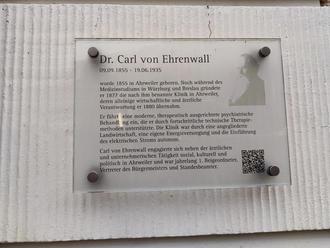 Dr. Carl von Ehrenwall
09.09.1855 - 19.06.1935
wurde 1855 in Ahrweiler geboren. Noch während des
Medizinstudiums in Würzburg und Breslau gründete
er 1877 die nach ihm benannte Klinik in Ahrweiler,
deren alleinige wirtschaftliche und ärztliche
Verantwortung er 1880 übernahm.
Er führte eine moderne, therapeutisch ausgerichtete psychiatrische
Behandlung ein, die er durch fortschrittliche technische Therapie-
methoden unterstützte. Die Klinik war durch eine angegliederte
Landwirtschaft, eine eigene Energieversorgung und die Einführung
des elektrischen Stroms autonom.
Carl von Ehrenwall engagierte sich neben der ärztlichen
und unternehmerischen Tätigkeit sozial, kulturell und
politisch in Ahrweiler und war jahrelang 1. Beigeordneter,
Vertreter des Bürgermeisters und Standesbeamter.